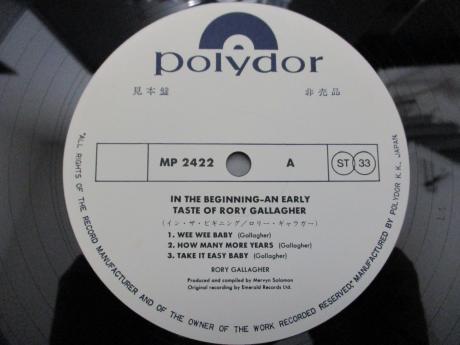 polydor
見本盤 非売品
MP 2422 A ST 33
IN THE BEGINNING-AN EARLY
TASTE OF RORY GALLAGHER
(イン・ザ・ビギニング/ロリー・ギャラガー)
1. WEE WEE BABY (Gallagher)
2. HOW MANY MORE YEARS (Gallagher)
3. TAKE IT EASY BABY (Gallagher)
RORY GALLAGHER
Produced and compiled by Mervyn Solomon
Original recording by Emerald Records Ltd.
"ALL RIGHTS OF THE RECORD MANUFACTURER AND OF THE OWNER OF THE WORK RECORDED RESERVED," MANUFACTURED BY POLYDOR K.K., JAPAN